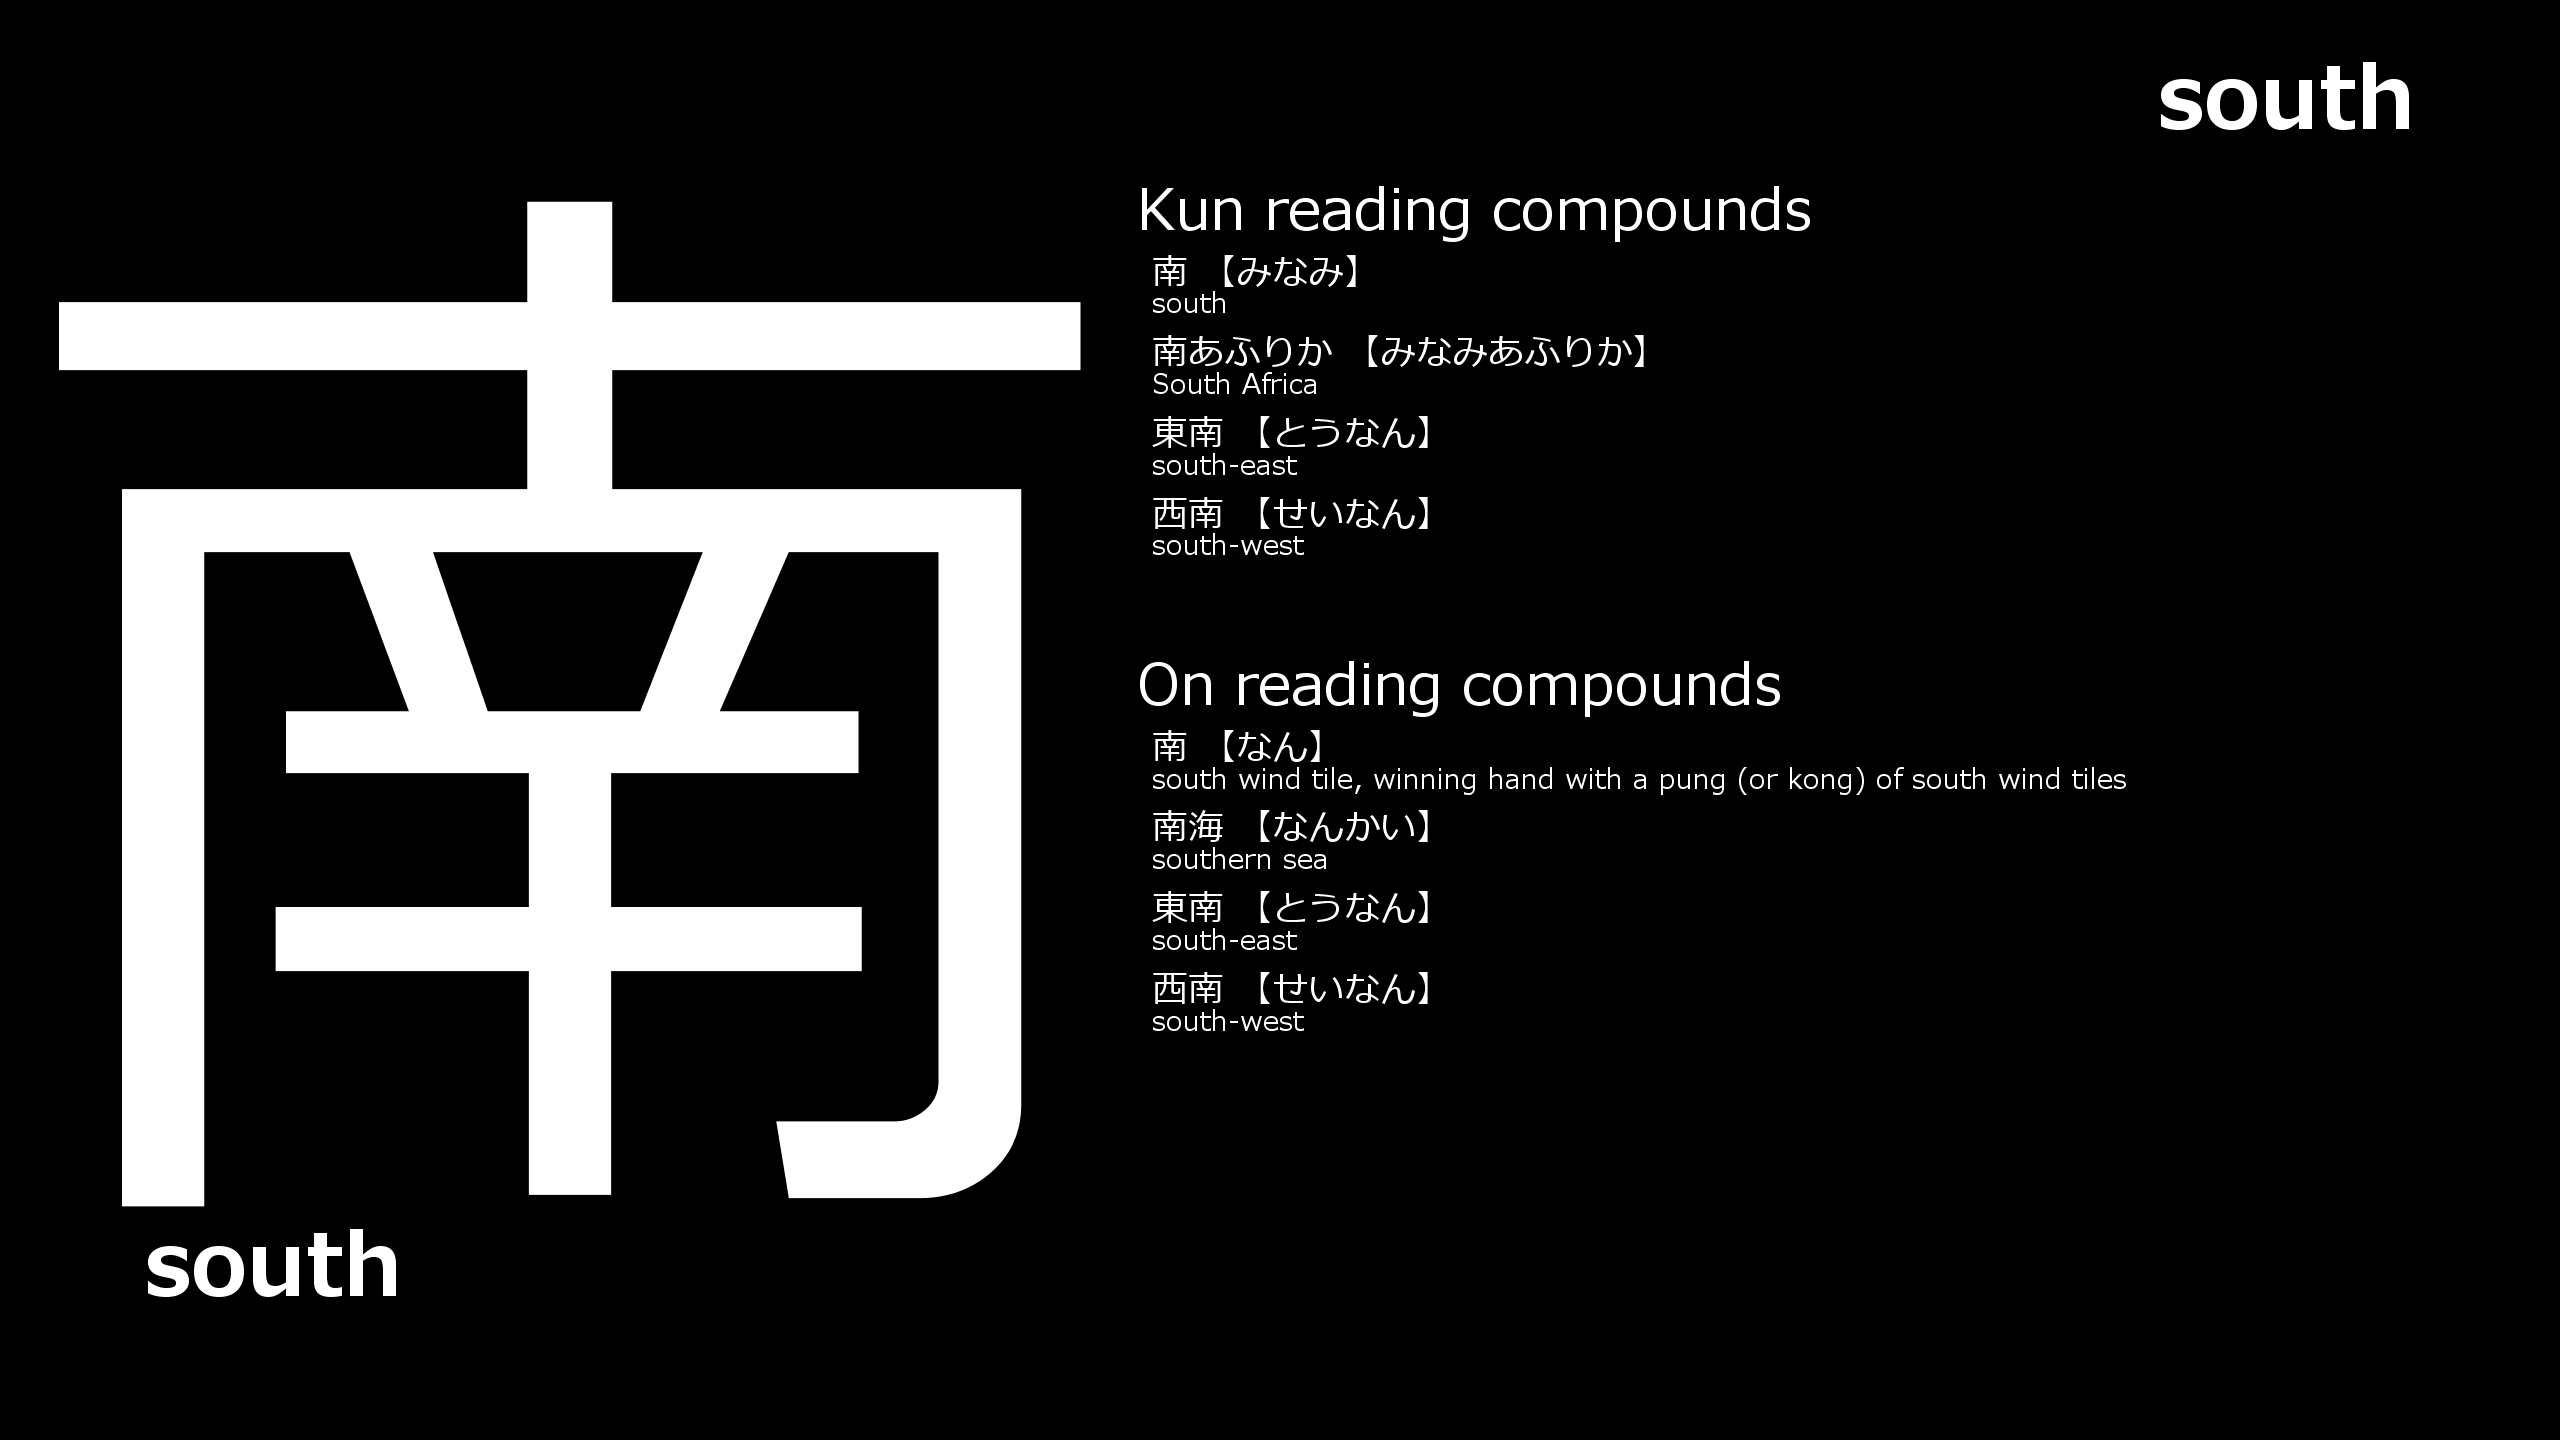 south
南
south
Kun reading compounds
南 【みなみ】
south
南あふりか 【みなみあふりか】
South Africa
東南 【とうなん】
south-east
西南 【せいなん】
south-west
On reading compounds
南 【なん】
south wind tile, winning hand with a pung (or kong) of south wind tiles
南海 【なんかい】
southern sea
東南 【とうなん】
south-east
西南 【せいなん】
south-west